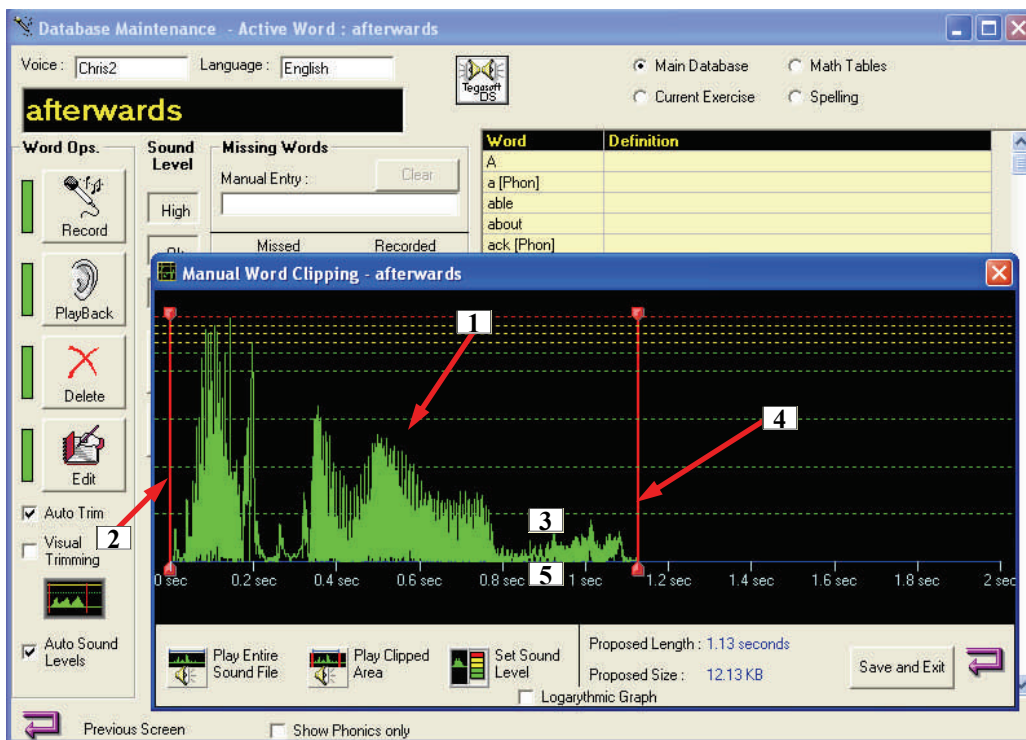 Database Maintenance - Active Word : afterwards
Voice : Chris2 Language : English
Tegasoft
DS
Main Database Math Tables
Current Exercise Spelling
afterwards
Word Ops.
Record
PlayBack
Delete
Edit
Auto Trim
Visual
Trimming
Auto Sound
Levels
Sound
Level
High
Missing Words
Manual Entry : Clear
Missed Recorded
Word Definition
A
a [Phon]
able
about
ack [Phon]
Manual Word Clipping - afterwards
1
4
3
2
5
0 sec 0.2 sec 0.4 sec 0.6 sec 0.8 sec 1 sec 1.2 sec 1.4 sec 1.6 sec 1.8 sec 2 sec
Play Entire
Sound File
Play Clipped
Area
Set Sound
Level
Logarythmic Graph
Proposed Length : 1.13 seconds
Proposed Size : 12.13 KB
Save and Exit
Previous Screen Show Phonics only